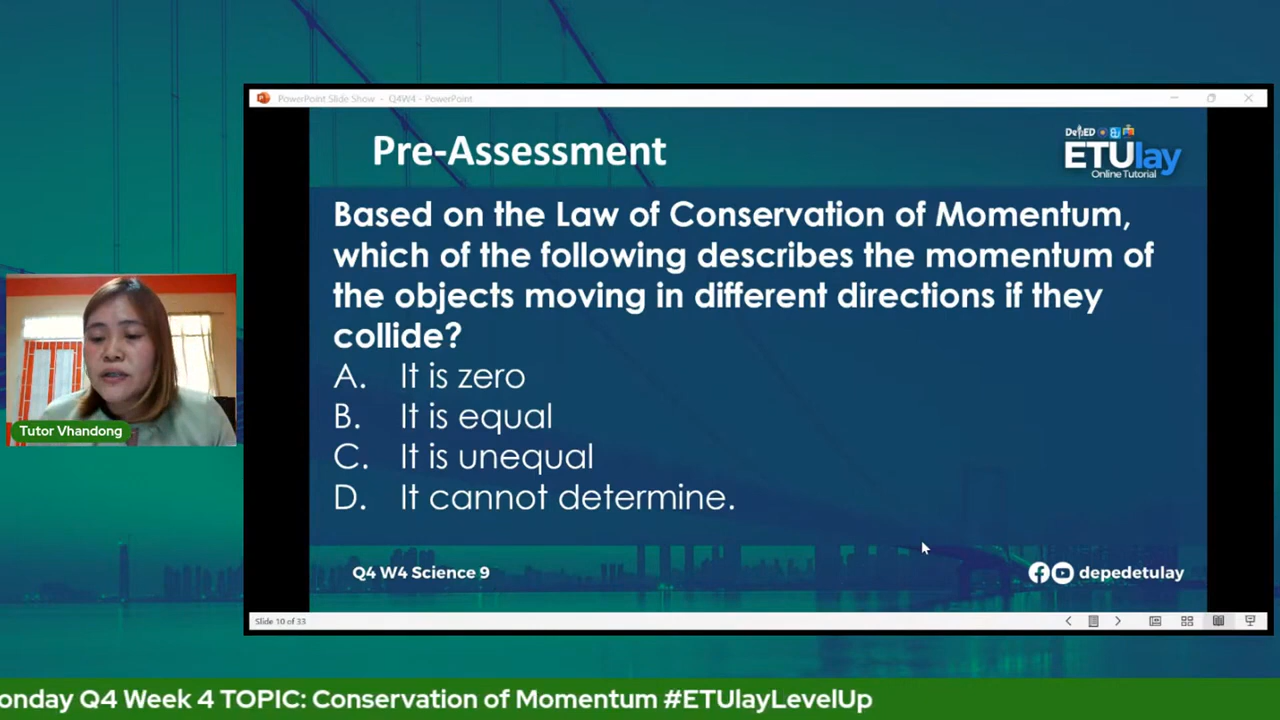 PowerPoint Slide Show - Q4W4 - PowerPoint
Pre-Assessment
DepED
ETUlay
Online Tutorial
Based on the Law of Conservation of Momentum,
which of the following describes the momentum of
the objects moving in different directions if they
collide?
A. It is zero
B. It is equal
C. It is unequal
D. It cannot determine.
Tutor Vhandong
Q4 W4 Science 9
depedetulay
Slide 10 of 33
onday Q4 Week 4 TOPIC: Conservation of Momentum #ETUlayLevelUp